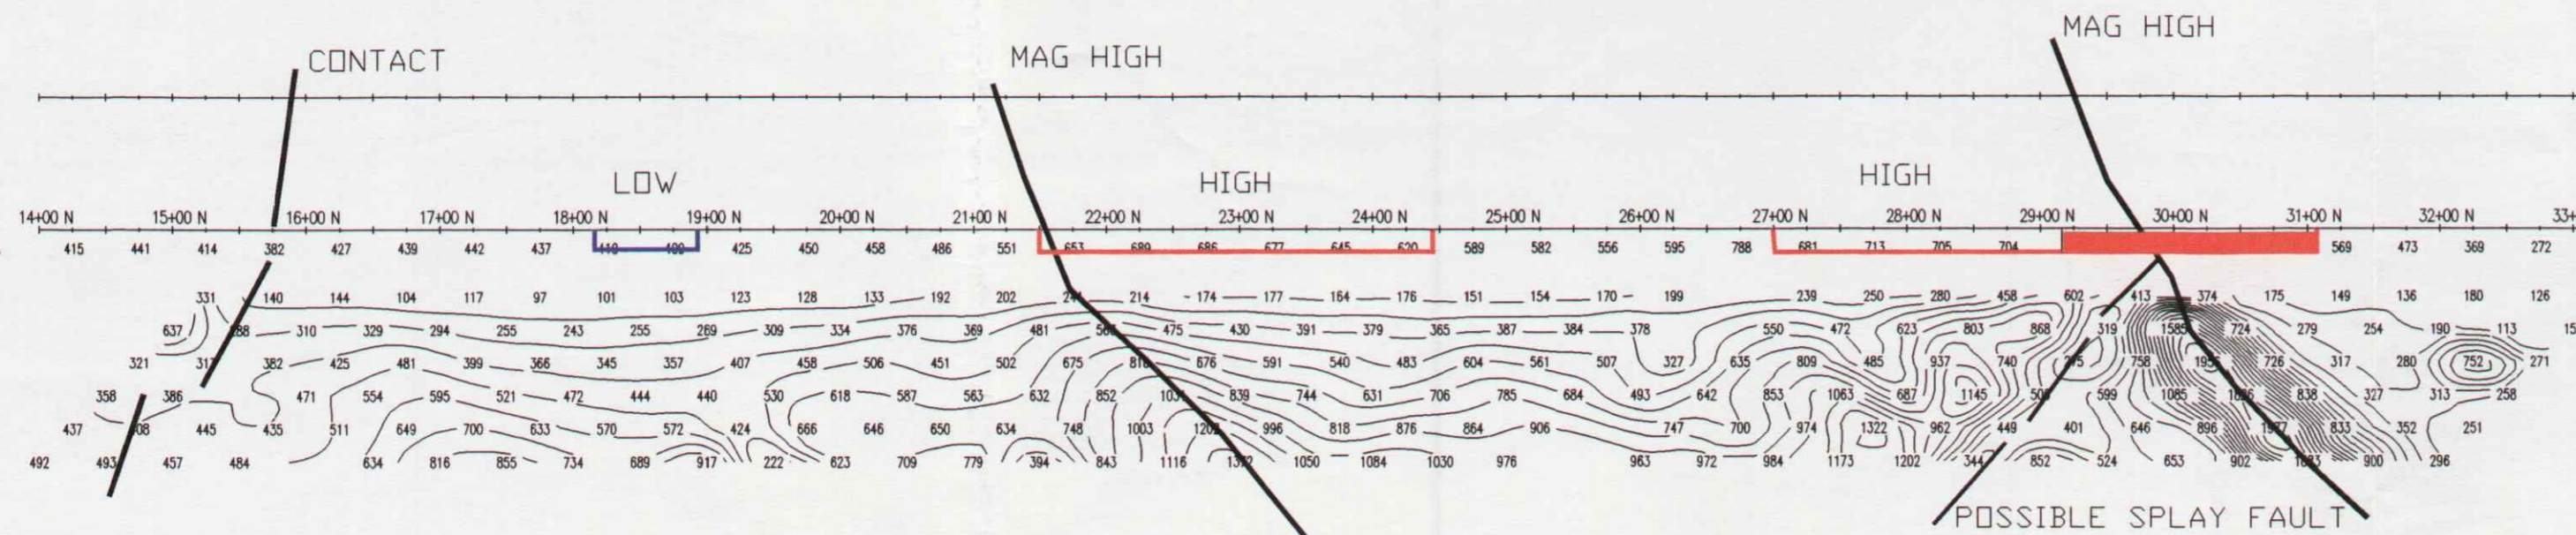 MAG HIGH
CONTACT MAG HIGH
LOW HIGH HIGH
14+00 N 15+00 N 16+00 N 17+00 N 18+00 N 19+00 N 20+00 N 21+00 N 22+00 N 23+00 N 24+00 N 25+00 N 26+00 N 27+00 N 28+00 N 29+00 N 30+00 N 31+00 N 32+00 N
415 441 414 382 427 439 442 437 425 450 458 486 551 653 689 686 677 645 620 589 582 556 595 788 681 713 705 704 569 473 369 272
331 140 144 104 117 97 101 103 123 128 133 192 202 214 174 177 164 176 151 154 170 199 239 250 280 458 602 413 374 175 149 136 180 126
637 310 329 294 255 243 255 269 309 334 376 369 481 475 430 391 379 365 387 384 378 550 472 623 803 868 319 1585 724 279 254 190 113
321 382 425 481 399 366 345 357 407 458 506 451 502 675 676 591 540 483 604 561 507 327 635 809 485 937 740 758 726 317 280 752 271
358 386 471 554 595 521 472 444 440 530 618 587 563 632 852 839 744 631 706 785 684 493 642 853 1063 687 1145 599 1085 838 327 313 258
437 445 435 511 649 700 633 570 572 424 666 646 650 634 748 1003 996 818 876 864 906 747 700 974 1322 962 449 401 646 896 833 352 251
492 493 457 484 634 816 855 734 689 917 222 623 709 779 394 843 1116 1050 1084 1030 976 963 972 984 1173 1202 344 852 524 653 902 900 296
POSSIBLE SPLAY FAULT